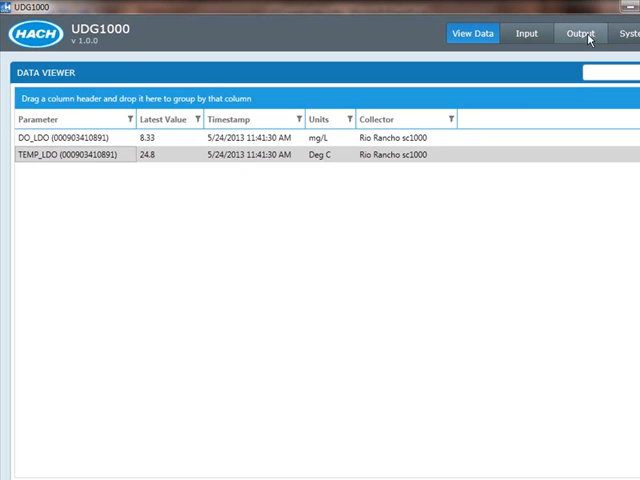 UDG1000
HACH UDG1000
v 1.0.0
View Data Input Output Syste
DATA VIEWER
Drag a column header and drop it here to group by that column
Parameter Latest Value Timestamp Units Collector
DO_LDO (000903410891) 8.33 5/24/2013 11:41:30 AM mg/L Rio Rancho sc1000
TEMP_LDO (000903410891) 24.8 5/24/2013 11:41:30 AM Deg C Rio Rancho sc1000